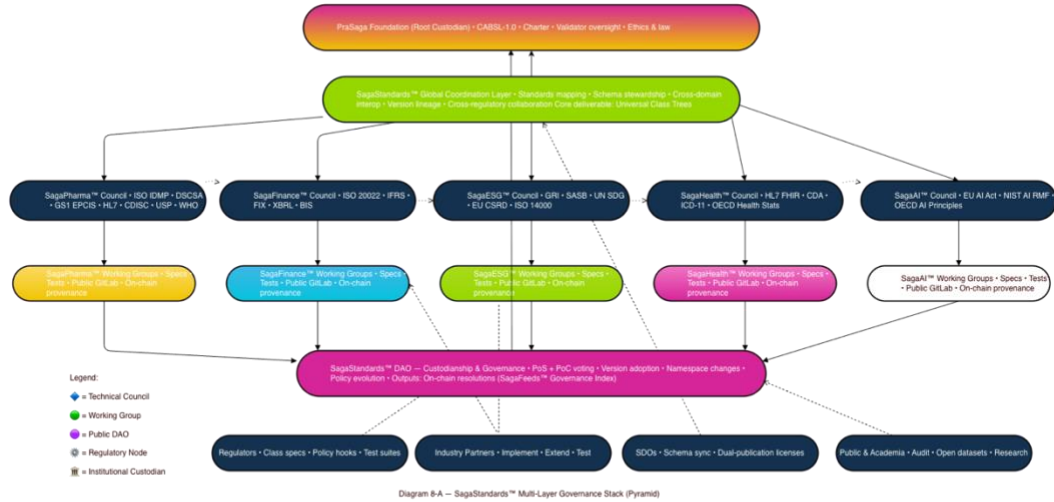 PraSaga Foundation (Root Custodian) • CABSL-1.0 • Charter • Validator oversight • Ethics & law
SagaStandards™ Global Coordination Layer • Standards mapping • Schema stewardship • Cross-domain
interop • Version lineage • Cross-regulatory collaboration Core deliverable: Universal Class Trees
SagaPharma™ Council • ISO IDMP • DSCSA
• GS1 EPCIS • HL7 • CDISC • USP • WHO
SagaFinance™ Council • ISO 20022 • IFRS •
FIX • XBRL • BIS
SagaESG™ Council • GRI • SASB • UN SDG
• EU CSRD • ISO 14000
SagaHealth™ Council • HL7 FHIR • CDA •
ICD-11 • OECD Health Stats
SagaAI™ Council • EU AI Act • NIST AI RMF •
OECD AI Principles
SagaPharma™ Working Groups • Specs •
Tests • Public GitLab • On-chain
provenance
SagaFinance™ Working Groups • Specs •
Tests • Public GitLab • On-chain
provenance
SagaESG™ Working Groups • Specs •
Tests • Public GitLab • On-chain
provenance
SagaHealth™ Working Groups • Specs •
Tests • Public GitLab • On-chain
provenance
SagaAI™ Working Groups • Specs • Tests
• Public GitLab • On-chain provenance
SagaStandards™ DAO — Custodianship & Governance • PoS + PoC voting • Version adoption • Namespace changes •
Policy evolution • Outputs: On-chain resolutions (SagaFeeds™ Governance Index)
Legend:
= Technical Council
= Working Group
= Public DAO
= Regulatory Node
= Institutional Custodian
Regulators • Class specs • Policy hooks • Test suites
Industry Partners • Implement • Extend • Test
SDOs • Schema sync • Dual-publication licenses
Public & Academia • Audit • Open datasets • Research
Diagram 8-A — SagaStandards™ Multi-Layer Governance Stack (Pyramid)